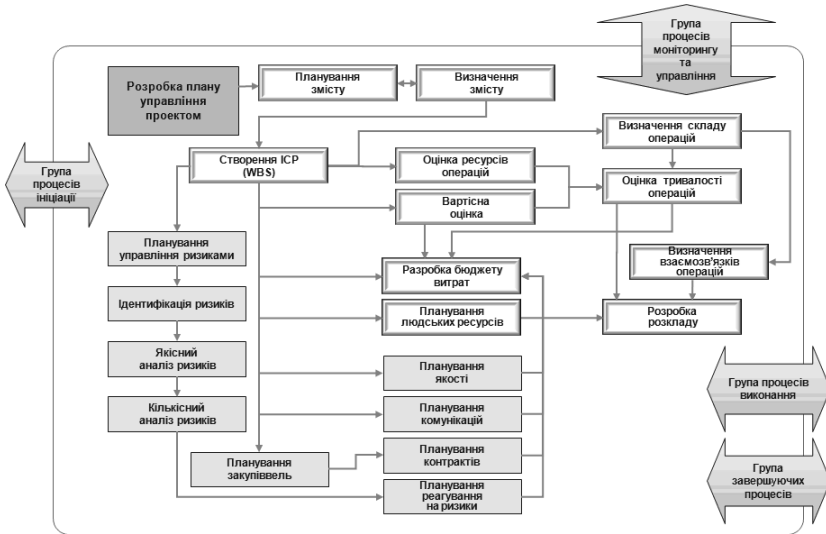 Група
процесів
моніторингу
та
управління
Розробка плану
управління
проектом
Планування
змісту
Визначення
змісту
Визначення складу
операцій
Група
процесів
ініціації
Створення ІСР
(WBS)
Оцінка ресурсів
операцій
Оцінка тривалості
операцій
Вартісна
оцінка
Планування
управління ризиками
Визначення
взаємозв'язків
операцій
Розробка бюджету
витрат
Ідентифікація ризиків
Планування
людських ресурсів
Розробка
розкладу
Якісний
аналіз ризиків
Планування
якості
Група процесів
виконання
Кількісний
аналіз ризиків
Планування
комунікацій
Планування
закупіввель
Планування
контрактів
Група
завершуючих
процесів
Планування
реагування
на ризики